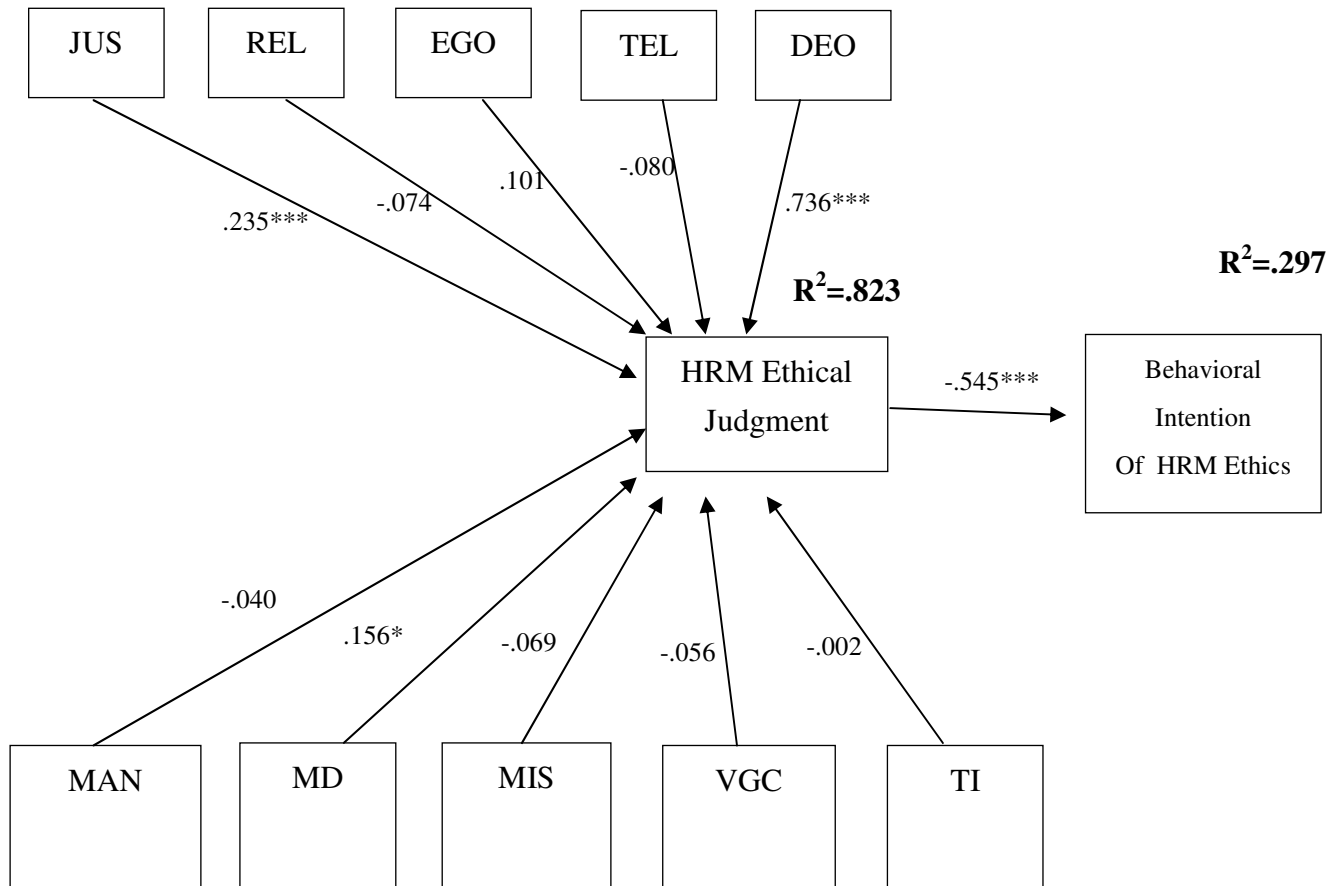 JUS
REL
EGO
TEL
DEO
.235***
-.074
.101
-.080
.736***
R²=.823
R²=.297
HRM Ethical
Judgment
-.545***
Behavioral
Intention
Of HRM Ethics
-.040
.156*
-.069
-.056
-.002
MAN
MD
MIS
VGC
TI